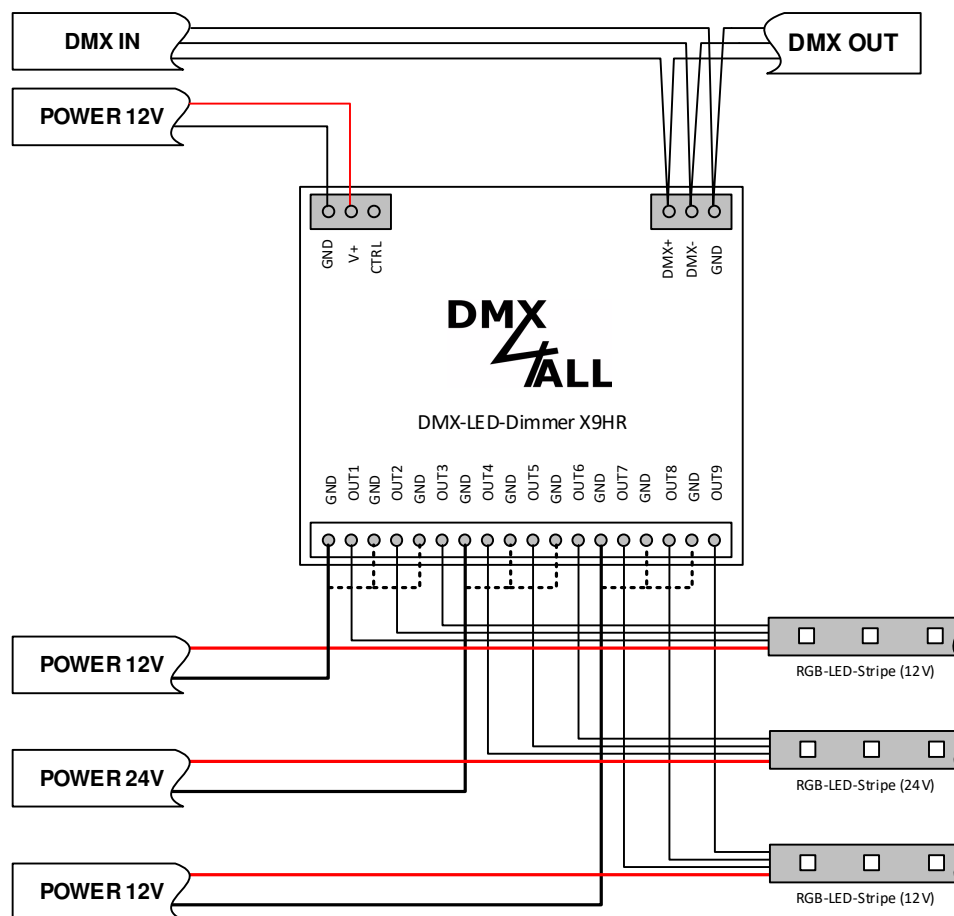 DMX IN
DMX OUT
POWER 12V
GND
V+
CTRL
DMX+
DMX-
GND
DMX
4
ALL
DMX-LED-Dimmer X9HR
GND
OUT1
GND
OUT2
GND
OUT3
GND
OUT4
GND
OUT5
GND
OUT6
GND
OUT7
GND
OUT8
GND
OUT9
POWER 12V
RGB-LED-Stripe (12V)
POWER 24V
RGB-LED-Stripe (24V)
POWER 12V
RGB-LED-Stripe (12V)